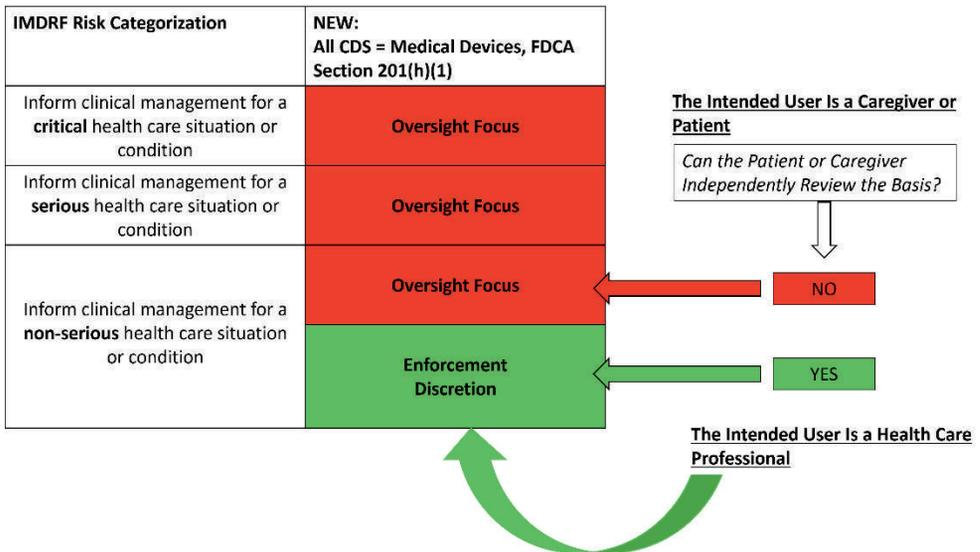 IMDRF Risk Categorization
NEW:
All CDS = Medical Devices, FDCA
Section 201(h)(1)
Inform clinical management for a
critical health care situation or
condition
Oversight Focus
Inform clinical management for a
serious health care situation or
condition
Oversight Focus
Inform clinical management for a
non-serious health care situation
or condition
Oversight Focus
Enforcement
Discretion
The Intended User Is a Caregiver or
Patient
Can the Patient or Caregiver
Independently Review the Basis?
NO
YES
The Intended User Is a Health Care
Professional